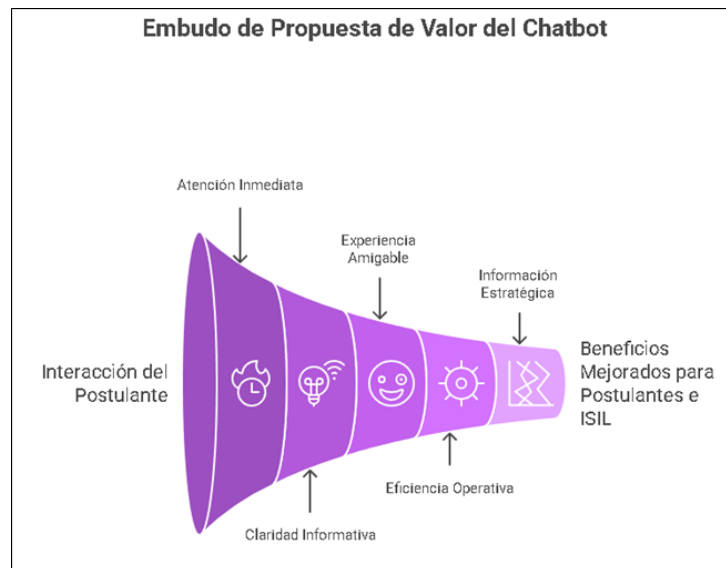 Embudo de Propuesta de Valor del Chatbot
Atención Inmediata
Experiencia
Amigable
Información
Estratégica
Interacción del
Postulante
Beneficios
Mejorados para
Postulantes e
ISIL
Eficiencia Operativa
Claridad Informativa